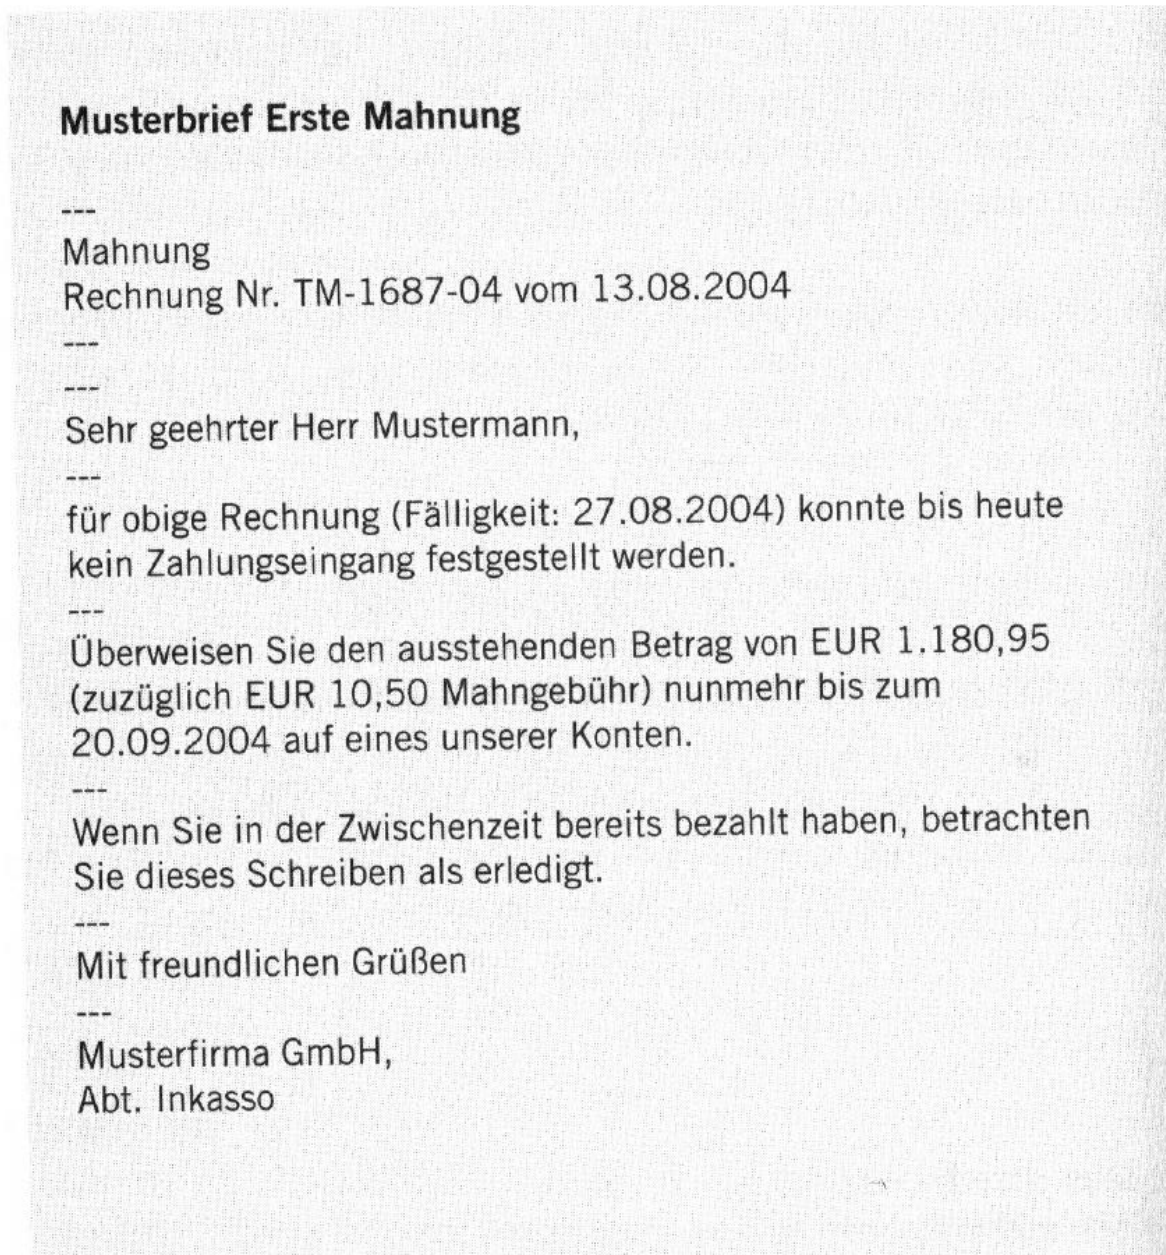 Musterbrief Erste Mahnung
---
Mahnung
Rechnung Nr. TM-1687-04 vom 13.08.2004
---
---
Sehr geehrter Herr Mustermann,
---
für obige Rechnung (Fälligkeit: 27.08.2004) konnte bis heute
kein Zahlungseingang festgestellt werden.
---
Überweisen Sie den ausstehenden Betrag von EUR 1.180,95
(zuzüglich EUR 10,50 Mahngebühr) nunmehr bis zum
20.09.2004 auf eines unserer Konten.
---
Wenn Sie in der Zwischenzeit bereits bezahlt haben, betrachten
Sie dieses Schreiben als erledigt.
---
Mit freundlichen Grüßen
---
Musterfirma GmbH,
Abt. Inkasso